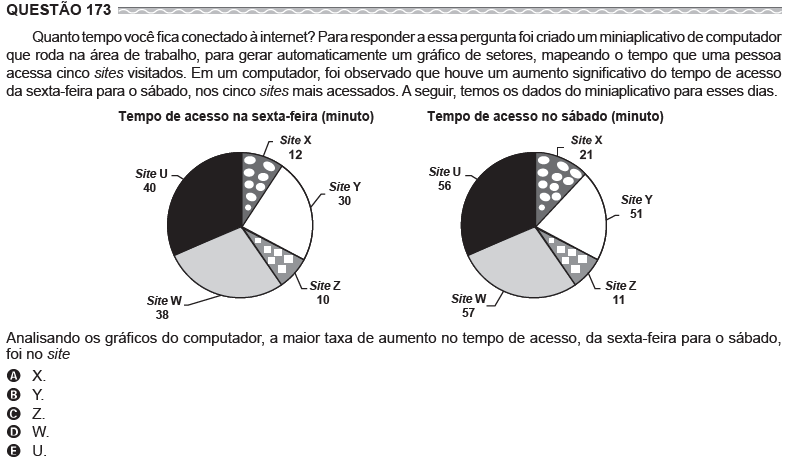 QUESTÃO 173
Quanto tempo você fica conectado à internet? Para responder a essa pergunta foi criado um miniaplicativo de computador
que roda na área de trabalho, para gerar automaticamente um gráfico de setores, mapeando o tempo que uma pessoa
acessa cinco sites visitados. Em um computador, foi observado que houve um aumento significativo do tempo de acesso
da sexta-feira para o sábado, nos cinco sites mais acessados. A seguir, temos os dados do miniaplicativo para esses dias.
Tempo de acesso na sexta-feira (minuto)
Site X
12
Site U
40
Site Y
30
Site Z
10
Site W
38
Tempo de acesso no sábado (minuto)
Site X
21
Site U
56
Site Y
51
Site Z
11
Site W
57
Analisando os gráficos do computador, a maior taxa de aumento no tempo de acesso, da sexta-feira para o sábado,
foi no site
A X.
B Y.
C Z.
D W.
E U.